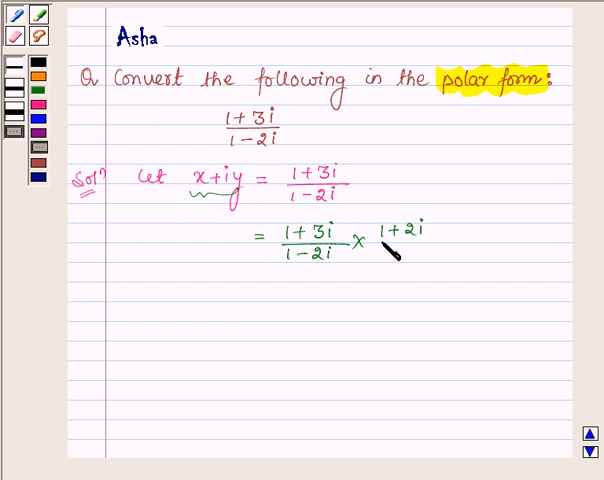 Asha
Q Convert the following in the polar form:
1+3i
1-2i
Solⁿ Let x+iy = 1+3i
1-2i
= 1+3i × 1+2i
1-2i